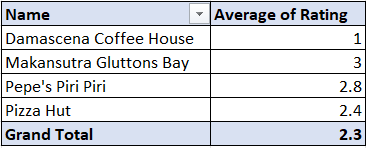 Name Average of Rating
Damascena Coffee House 1
Makansutra Gluttons Bay 3
Pepe's Piri Piri 2.8
Pizza Hut 2.4
Grand Total 2.3